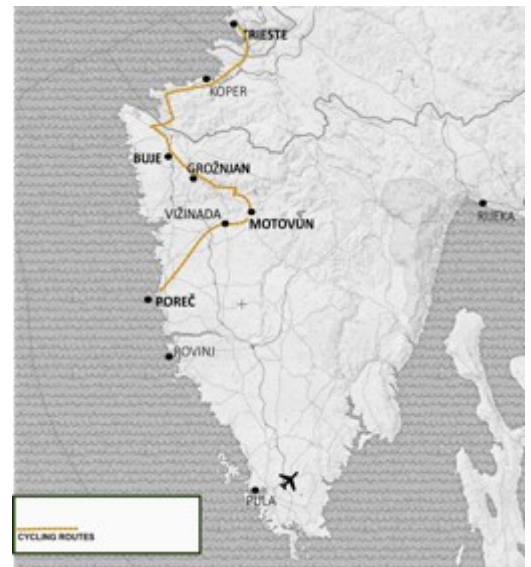 TRIESTE
KOPER
BUJE
GROŽNJAN
VIŽINADA
MOTOVUN
RIJEKA
POREČ
ROVINJ
PULA
CYCLING ROUTES